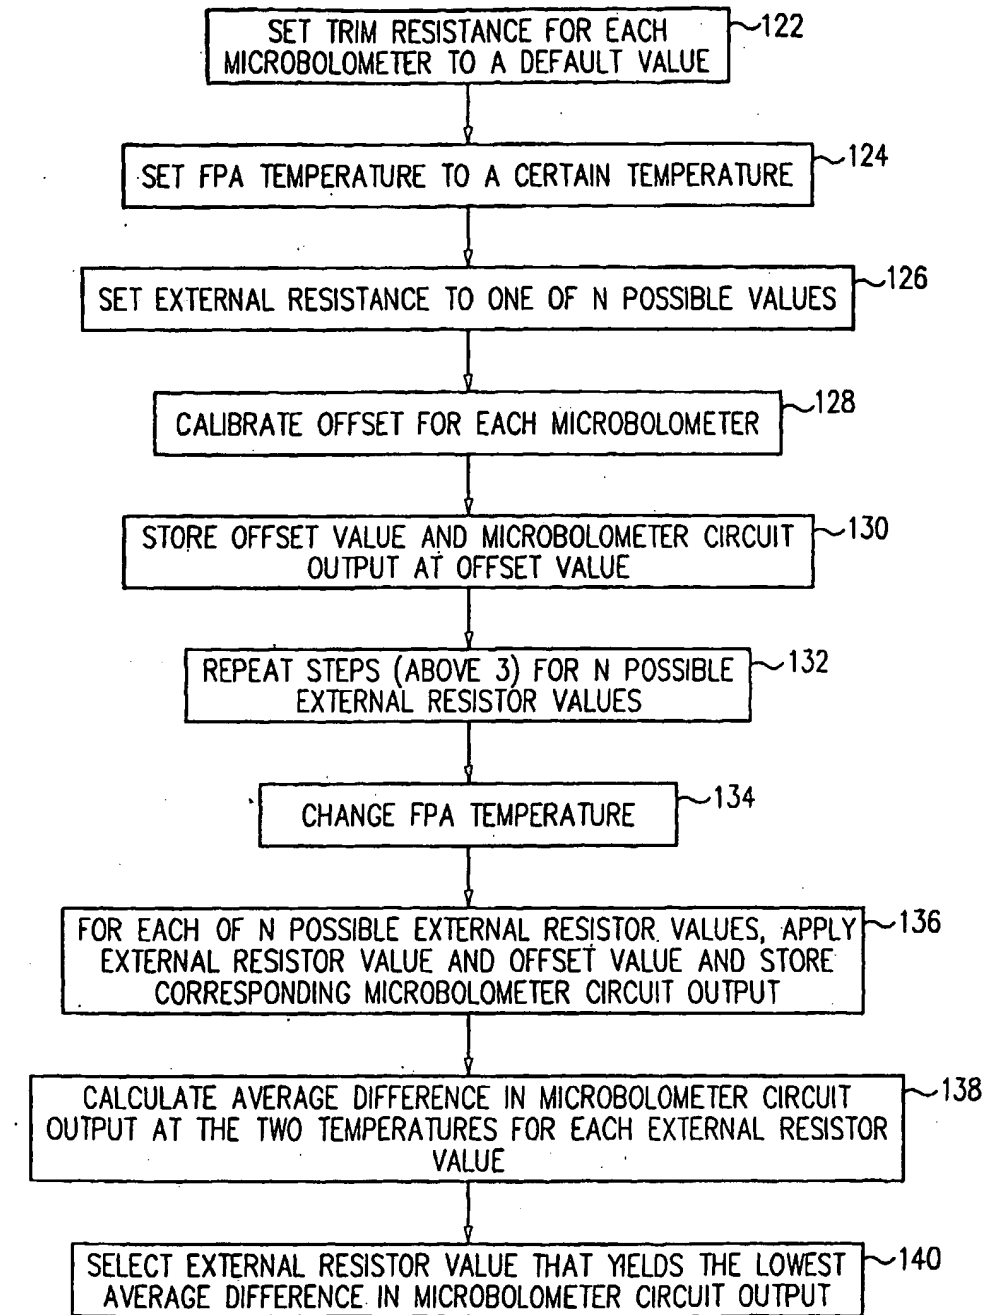 SET TRIM RESISTANCE FOR EACH
MICROBOLOMETER TO A DEFAULT VALUE
122
SET FPA TEMPERATURE TO A CERTAIN TEMPERATURE
124
SET EXTERNAL RESISTANCE TO ONE OF N POSSIBLE VALUES
126
CALIBRATE OFFSET FOR EACH MICROBOLOMETER
128
STORE OFFSET VALUE AND MICROBOLOMETER CIRCUIT
OUTPUT AT OFFSET VALUE
130
REPEAT STEPS (ABOVE 3) FOR N POSSIBLE
EXTERNAL RESISTOR VALUES
132
CHANGE FPA TEMPERATURE
134
FOR EACH OF N POSSIBLE EXTERNAL RESISTOR VALUES, APPLY
EXTERNAL RESISTOR VALUE AND OFFSET VALUE AND STORE
CORRESPONDING MICROBOLOMETER CIRCUIT OUTPUT
136
CALCULATE AVERAGE DIFFERENCE IN MICROBOLOMETER CIRCUIT
OUTPUT AT THE TWO TEMPERATURES FOR EACH EXTERNAL RESISTOR
VALUE
138
SELECT EXTERNAL RESISTOR VALUE THAT YIELDS THE LOWEST
AVERAGE DIFFERENCE IN MICROBOLOMETER CIRCUIT OUTPUT
140